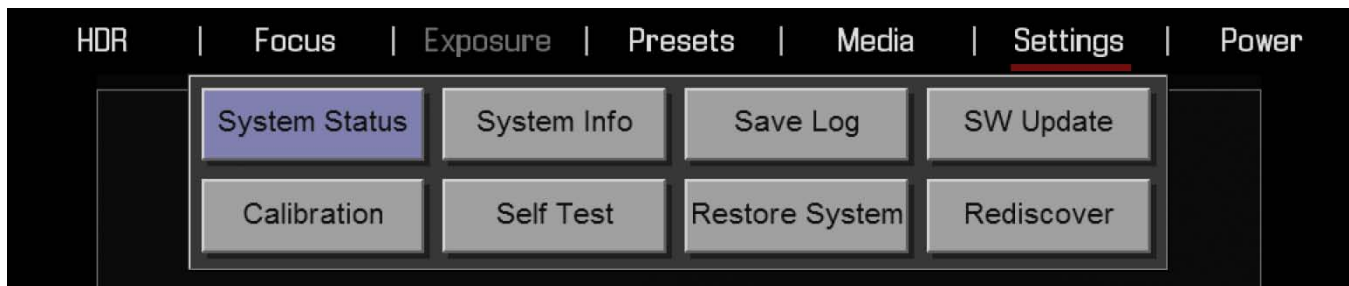 HDR | Focus | Exposure | Presets | Media | Settings | Power
System Status System Info Save Log SW Update
Calibration Self Test Restore System Rediscover